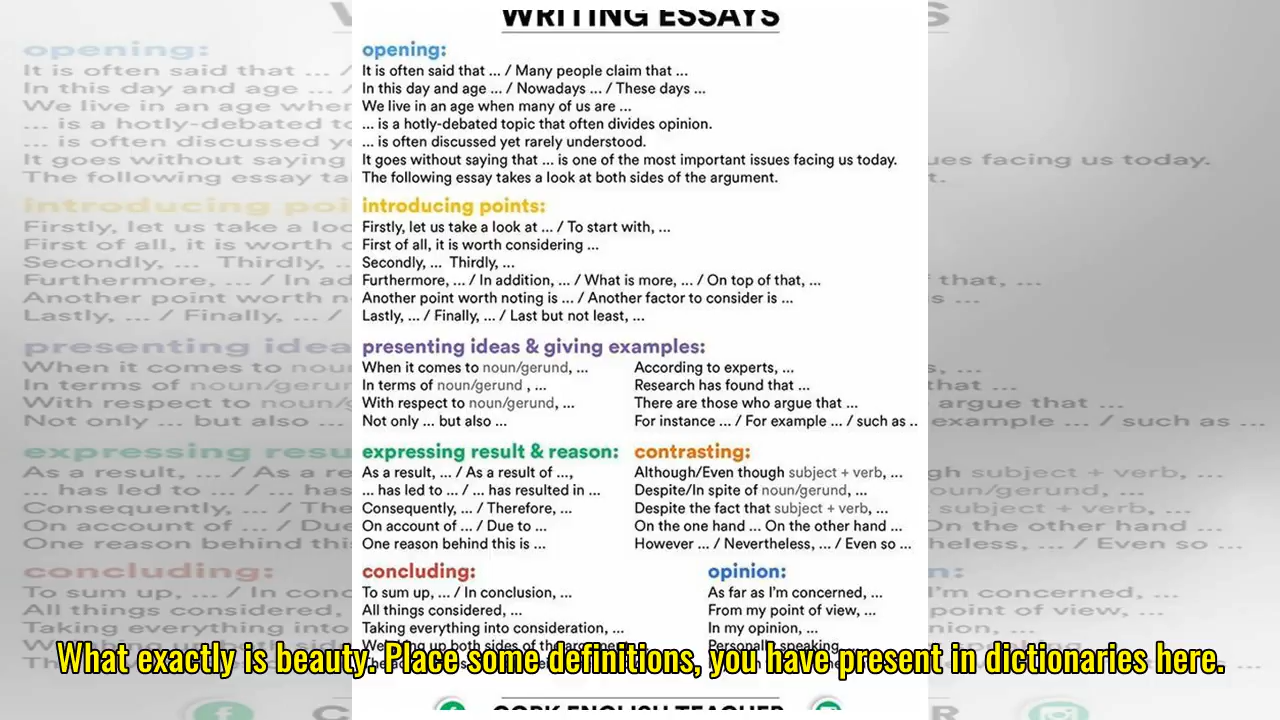 WRITING ESSAYS
opening:
It is often said that ... / Many people claim that ...
In this day and age ... / Nowadays ... / These days ...
We live in an age when many of us are ...
... is a hotly-debated topic that often divides opinion.
... is often discussed yet rarely understood.
It goes without saying that ... is one of the most important issues facing us today.
The following essay takes a look at both sides of the argument.
introducing points:
Firstly, let us take a look at ... / To start with, ...
First of all, it is worth considering ...
Secondly, ... Thirdly, ...
Furthermore, ... / In addition, ... / What is more, ... / On top of that, ...
Another point worth noting is ... / Another factor to consider is ...
Lastly, ... / Finally, ... / Last but not least, ...
presenting ideas & giving examples:
When it comes to noun/gerund, ...
In terms of noun/gerund , ...
With respect to noun/gerund, ...
Not only ... but also ...
According to experts, ...
Research has found that ...
There are those who argue that ...
For instance ... / For example ... / such as ..
expressing result & reason:
As a result, ... / As a result of ...,
... has led to ... / ... has resulted in ...
Consequently, ... / Therefore, ...
On account of ... / Due to ...
One reason behind this is ...
contrasting:
Although/Even though subject + verb, ...
Despite/In spite of noun/gerund, ...
Despite the fact that subject + verb, ...
On the one hand ... On the other hand ...
However ... / Nevertheless, ... / Even so ...
concluding:
To sum up, ... / In conclusion, ...
All things considered, ...
Taking everything into consideration, ...
Weighing up both sides of the argument
opinion:
As far as I'm concerned, ...
From my point of view, ...
In my opinion, ...
Personally speaking, ...
What exactly is beauty. Place some definitions, you have present in dictionaries here.
CORK ENGLISH TEACHER